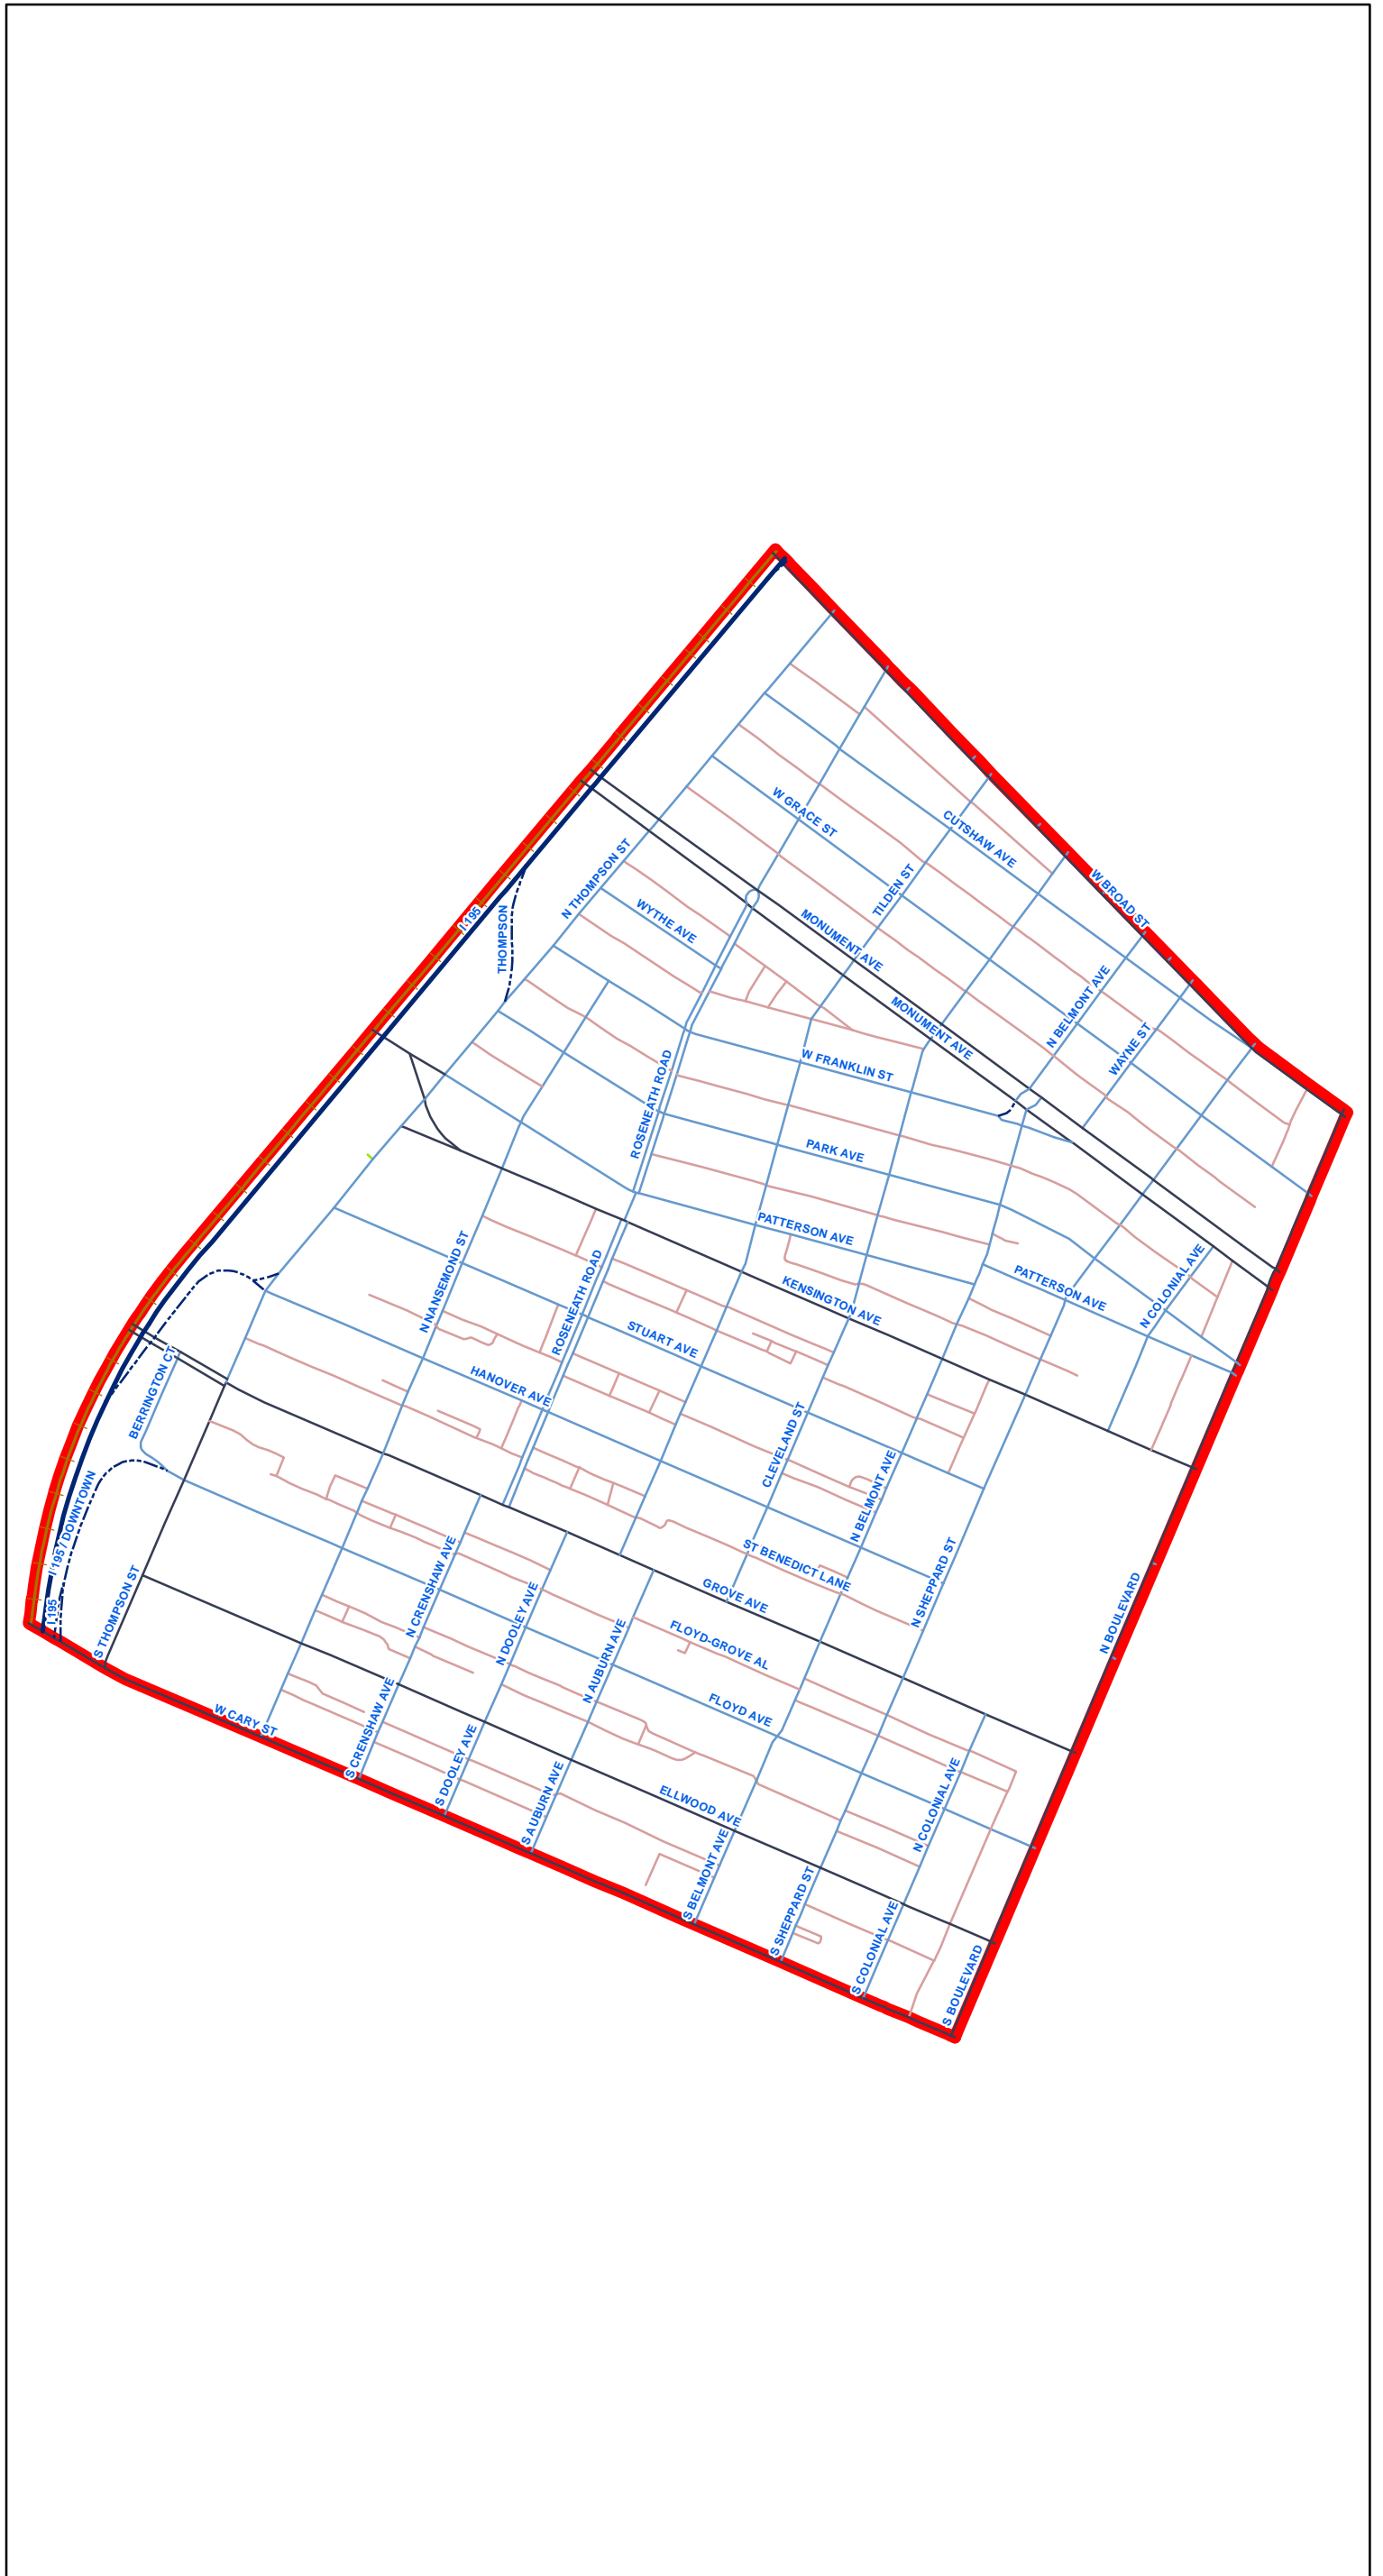 W GRACE ST
CUTSHAW AVE
N THOMPSON ST
TILDEN ST
W BROAD ST
I-195
THOMPSON
WYTHE AVE
MONUMENT AVE
MONUMENT AVE
N BELMONT AVE
WAYNE ST
ROSENEATH ROAD
W FRANKLIN ST
PARK AVE
PATTERSON AVE
N NANSEMOND ST
ROSENEATH ROAD
KENSINGTON AVE
PATTERSON AVE
N COLONIAL AVE
BERRINGTON CT
STUART AVE
HANOVER AVE
CLEVELAND ST
N BELMONT AVE
I 195 / DOWNTOWN
I 195
S THOMPSON ST
N CRENSHAW AVE
N DOOLEY AVE
ST BENEDICT LANE
GROVE AVE
N SHEPPARD ST
N BOULEVARD
N AUBURN AVE
FLOYD-GROVE AL
FLOYD AVE
W CARY ST
S CRENSHAW AVE
S DOOLEY AVE
S AUBURN AVE
ELLWOOD AVE
N COLONIAL AVE
S BELMONT AVE
S SHEPPARD ST
S COLONIAL AVE
S BOULEVARD